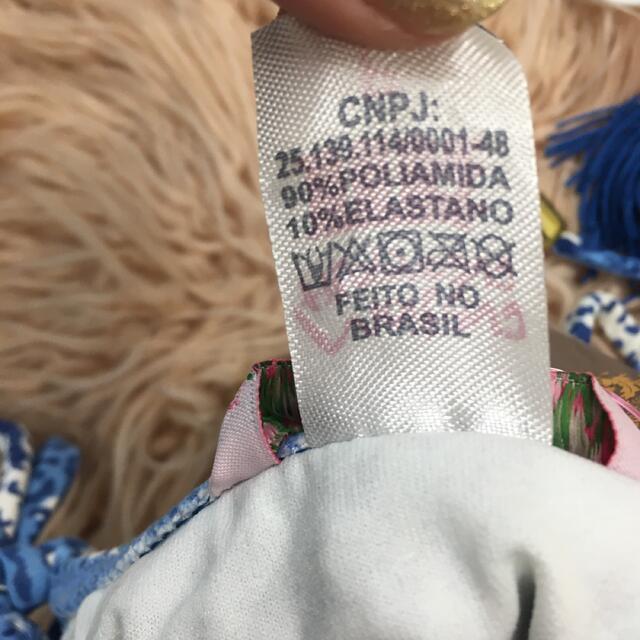 CNPJ:
25.139.114/0001-48
90%POLIAMIDA
10%ELASTANO
FEITO NO
BRASIL